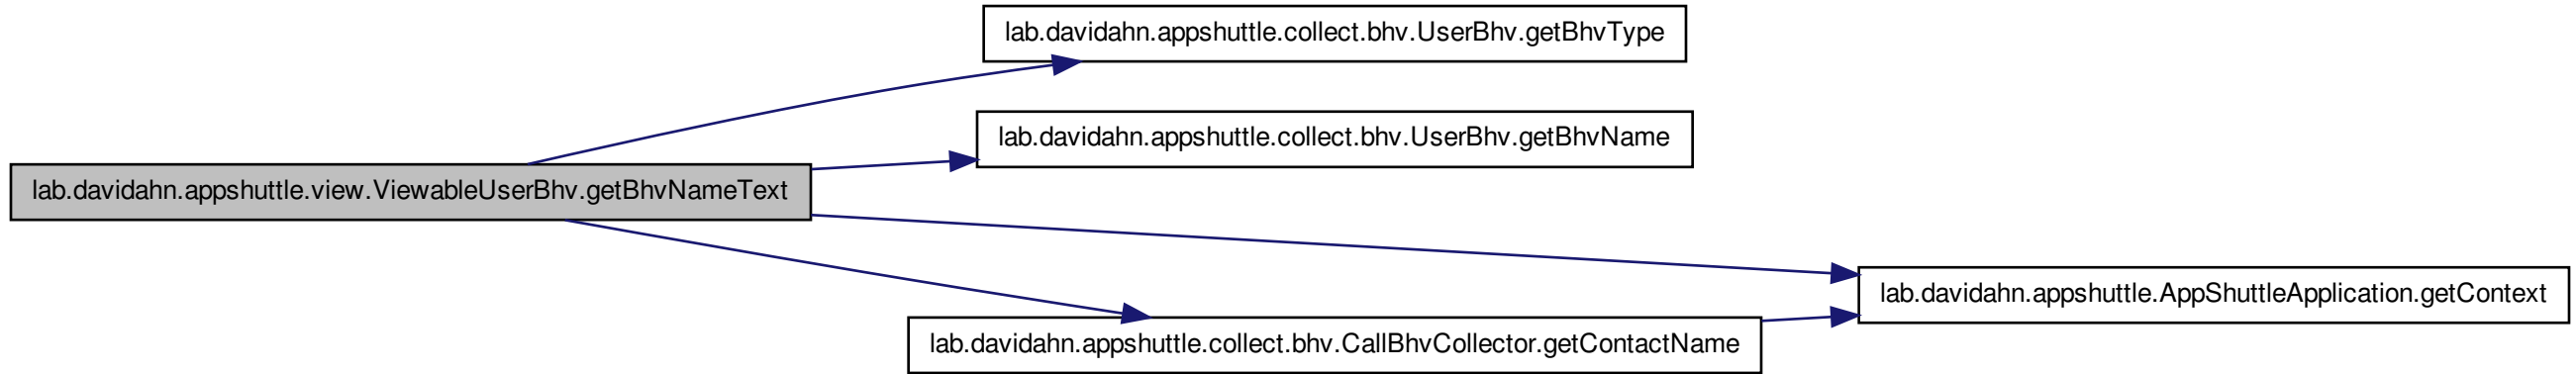 lab.davidahn.appshuttle.collect.bhv.UserBhv.getBhvType
lab.davidahn.appshuttle.collect.bhv.UserBhv.getBhvName
lab.davidahn.appshuttle.view.ViewableUserBhv.getBhvNameText
lab.davidahn.appshuttle.AppShuttleApplication.getContext
lab.davidahn.appshuttle.collect.bhv.CallBhvCollector.getContactName